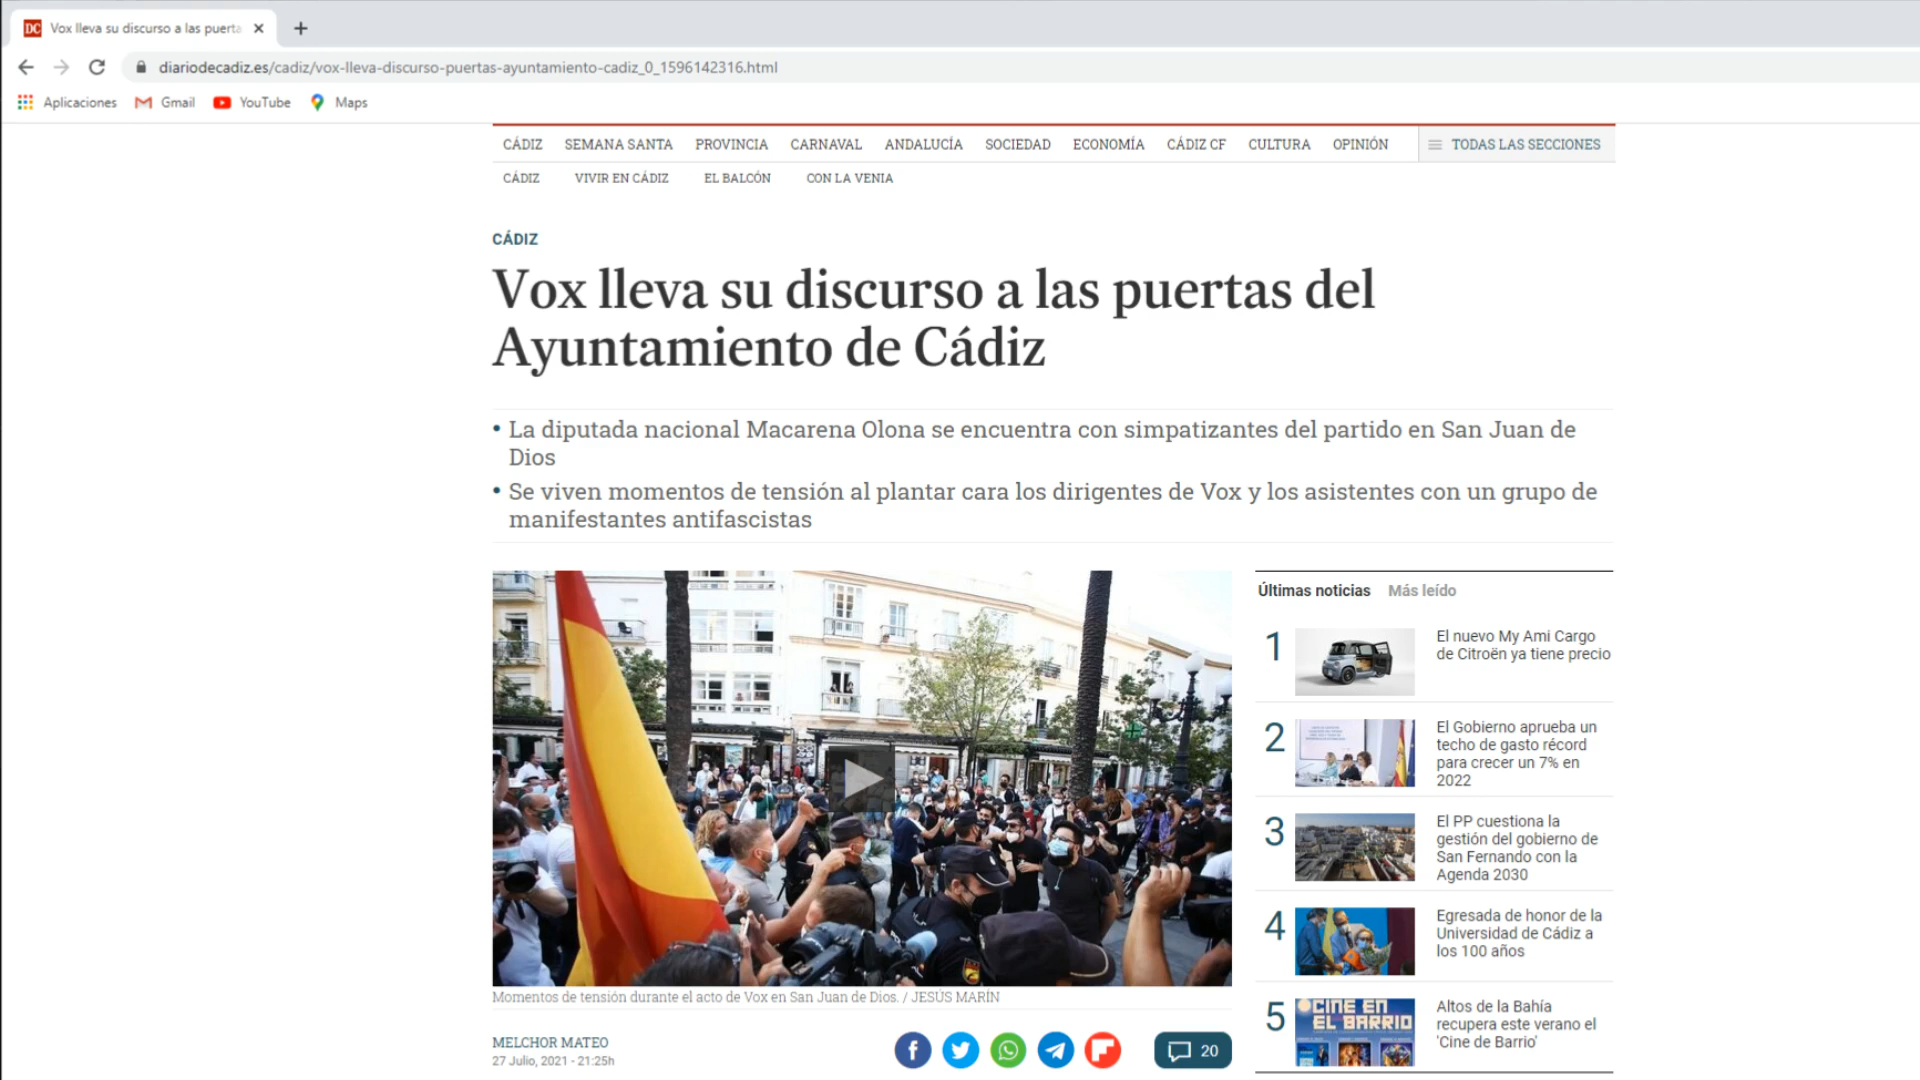 DC Vox lleva su discurso a las puerta
diariodecadiz.es/cadiz/vox-lleva-discurso-puertas-ayuntamiento-cadiz_0_1596142316.html
Aplicaciones Gmail YouTube Maps
CÁDIZ SEMANA SANTA PROVINCIA CARNAVAL ANDALUCÍA SOCIEDAD ECONOMÍA CÁDIZ CF CULTURA OPINIÓN TODAS LAS SECCIONES
CÁDIZ VIVIR EN CÁDIZ EL BALCÓN CON LA VENIA
CÁDIZ
Vox lleva su discurso a las puertas del
Ayuntamiento de Cádiz
• La diputada nacional Macarena Olona se encuentra con simpatizantes del partido en San Juan de
Dios
• Se viven momentos de tensión al plantar cara los dirigentes de Vox y los asistentes con un grupo de
manifestantes antifascistas
Momentos de tensión durante el acto de Vox en San Juan de Dios. / JESÚS MARÍN
MELCHOR MATEO
27 Julio, 2021 - 21:25h
20
Últimas noticias Más leído
1
El nuevo My Ami Cargo
de Citroën ya tiene precio
2
El Gobierno aprueba un
techo de gasto récord
para crecer un 7% en
2022
3
El PP cuestiona la
gestión del gobierno de
San Fernando con la
Agenda 2030
4
Egresada de honor de la
Universidad de Cádiz a
los 100 años
5
CINE EN
EL BARRIO
Altos de la Bahía
recupera este verano el
'Cine de Barrio'